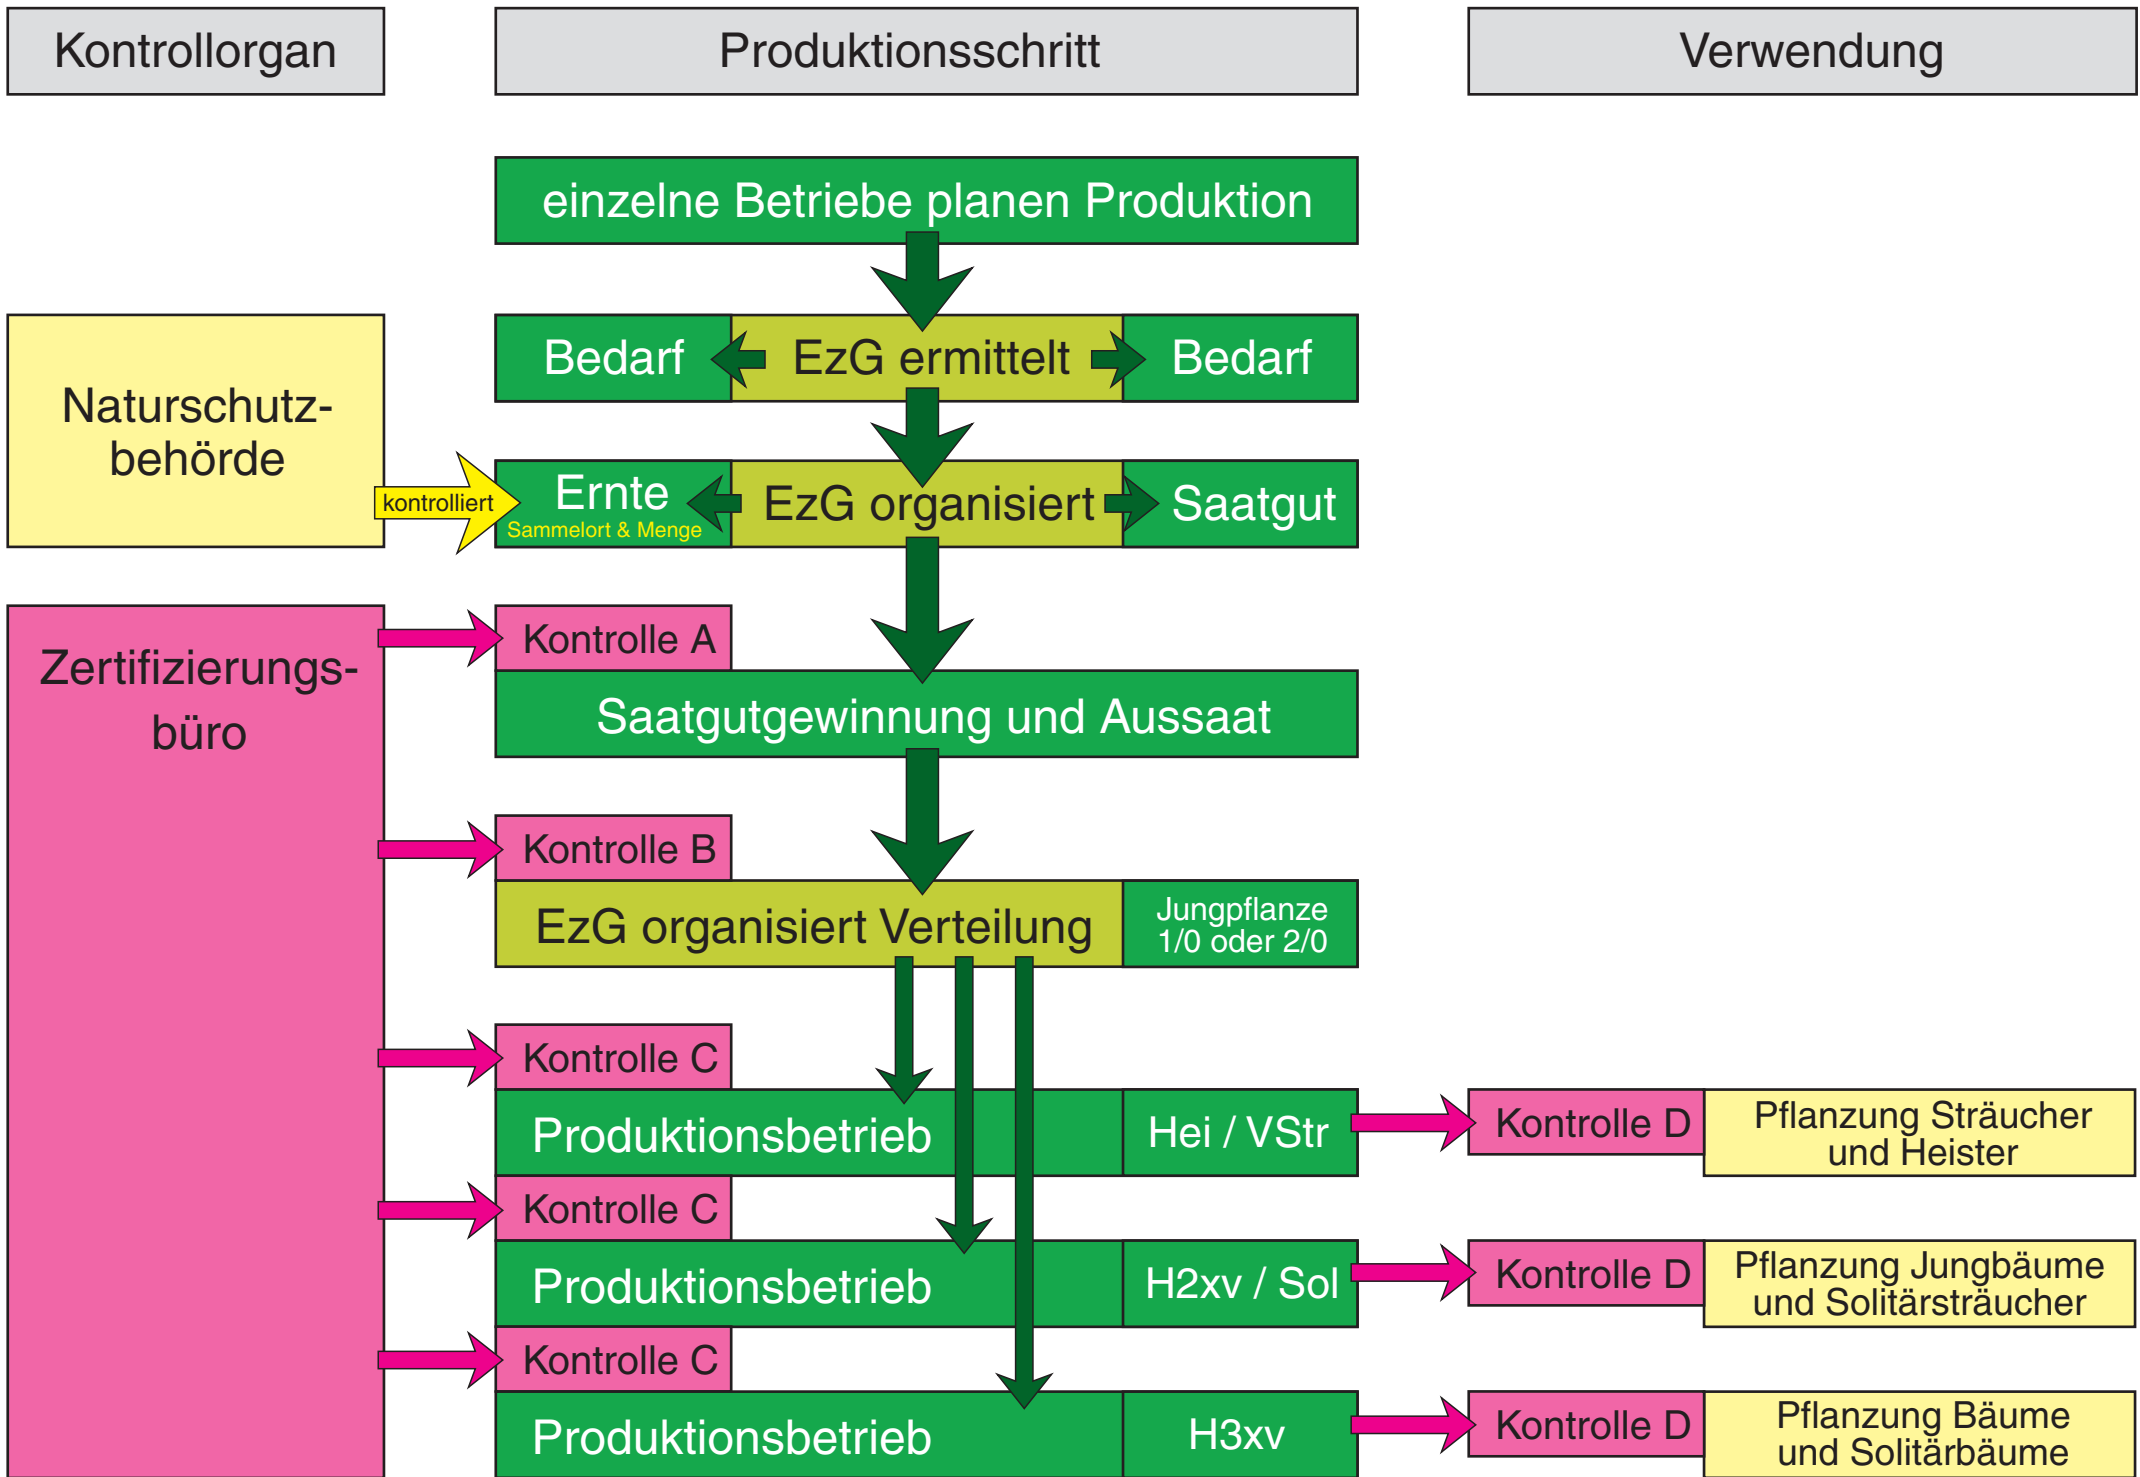 Kontrollorgan
Produktionsschritt
Verwendung
einzelne Betriebe planen Produktion
Naturschutz-
behörde
Bedarf
EzG ermittelt
Bedarf
kontrolliert
Ernte
Sammelort & Menge
EzG organisiert
Saatgut
Zertifizierungs-
büro
Kontrolle A
Saatgutgewinnung und Aussaat
Kontrolle B
EzG organisiert Verteilung
Jungpflanze
1/0 oder 2/0
Kontrolle C
Produktionsbetrieb
Hei / VStr
Kontrolle D
Pflanzung Sträucher
und Heister
Kontrolle C
Produktionsbetrieb
H2xv / Sol
Kontrolle D
Pflanzung Jungbäume
und Solitärsträucher
Kontrolle C
Produktionsbetrieb
H3xv
Kontrolle D
Pflanzung Bäume
und Solitärbäume